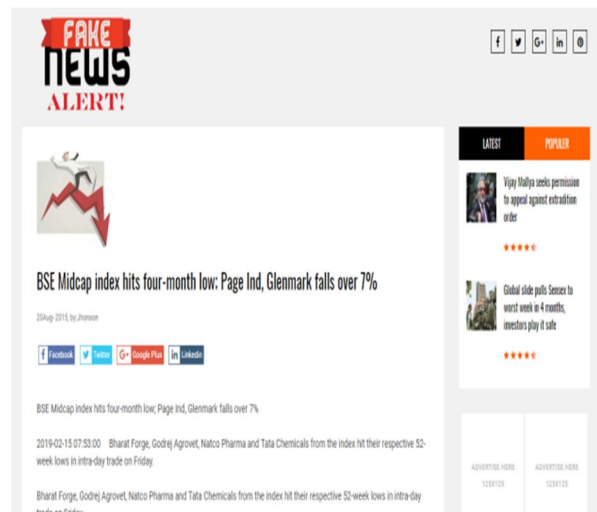 FAKE
NEWS
ALERT!
f G+ in
BSE Midcap index hits four-month low: Page Ind, Glenmark falls over 7%
20Aug- 2015, by Jhonson
f Facebook Twitter G+ Google Plus in Linkedin
BSE Midcap index hits four-month low; Page Ind, Glenmark falls over 7%
2019-02-15 07:53:00 Bharat Forge, Godrej Agrovet, Natco Pharma and Tata Chemicals from the index hit their respective 52-
week lows in intra-day trade on Friday.
Bharat Forge, Godrej Agrovet, Natco Pharma and Tata Chemicals from the index hit their respective 52-week lows in intra-day
trade on Friday
LATEST POPULER
Vijay Mallya seeks permission
to appeal against extradition
order
Global slide pulls Sensex to
worst week in 4 months,
investors play it safe
ADVERTISE HERE
125X125
ADVERTISE HERE
125X125